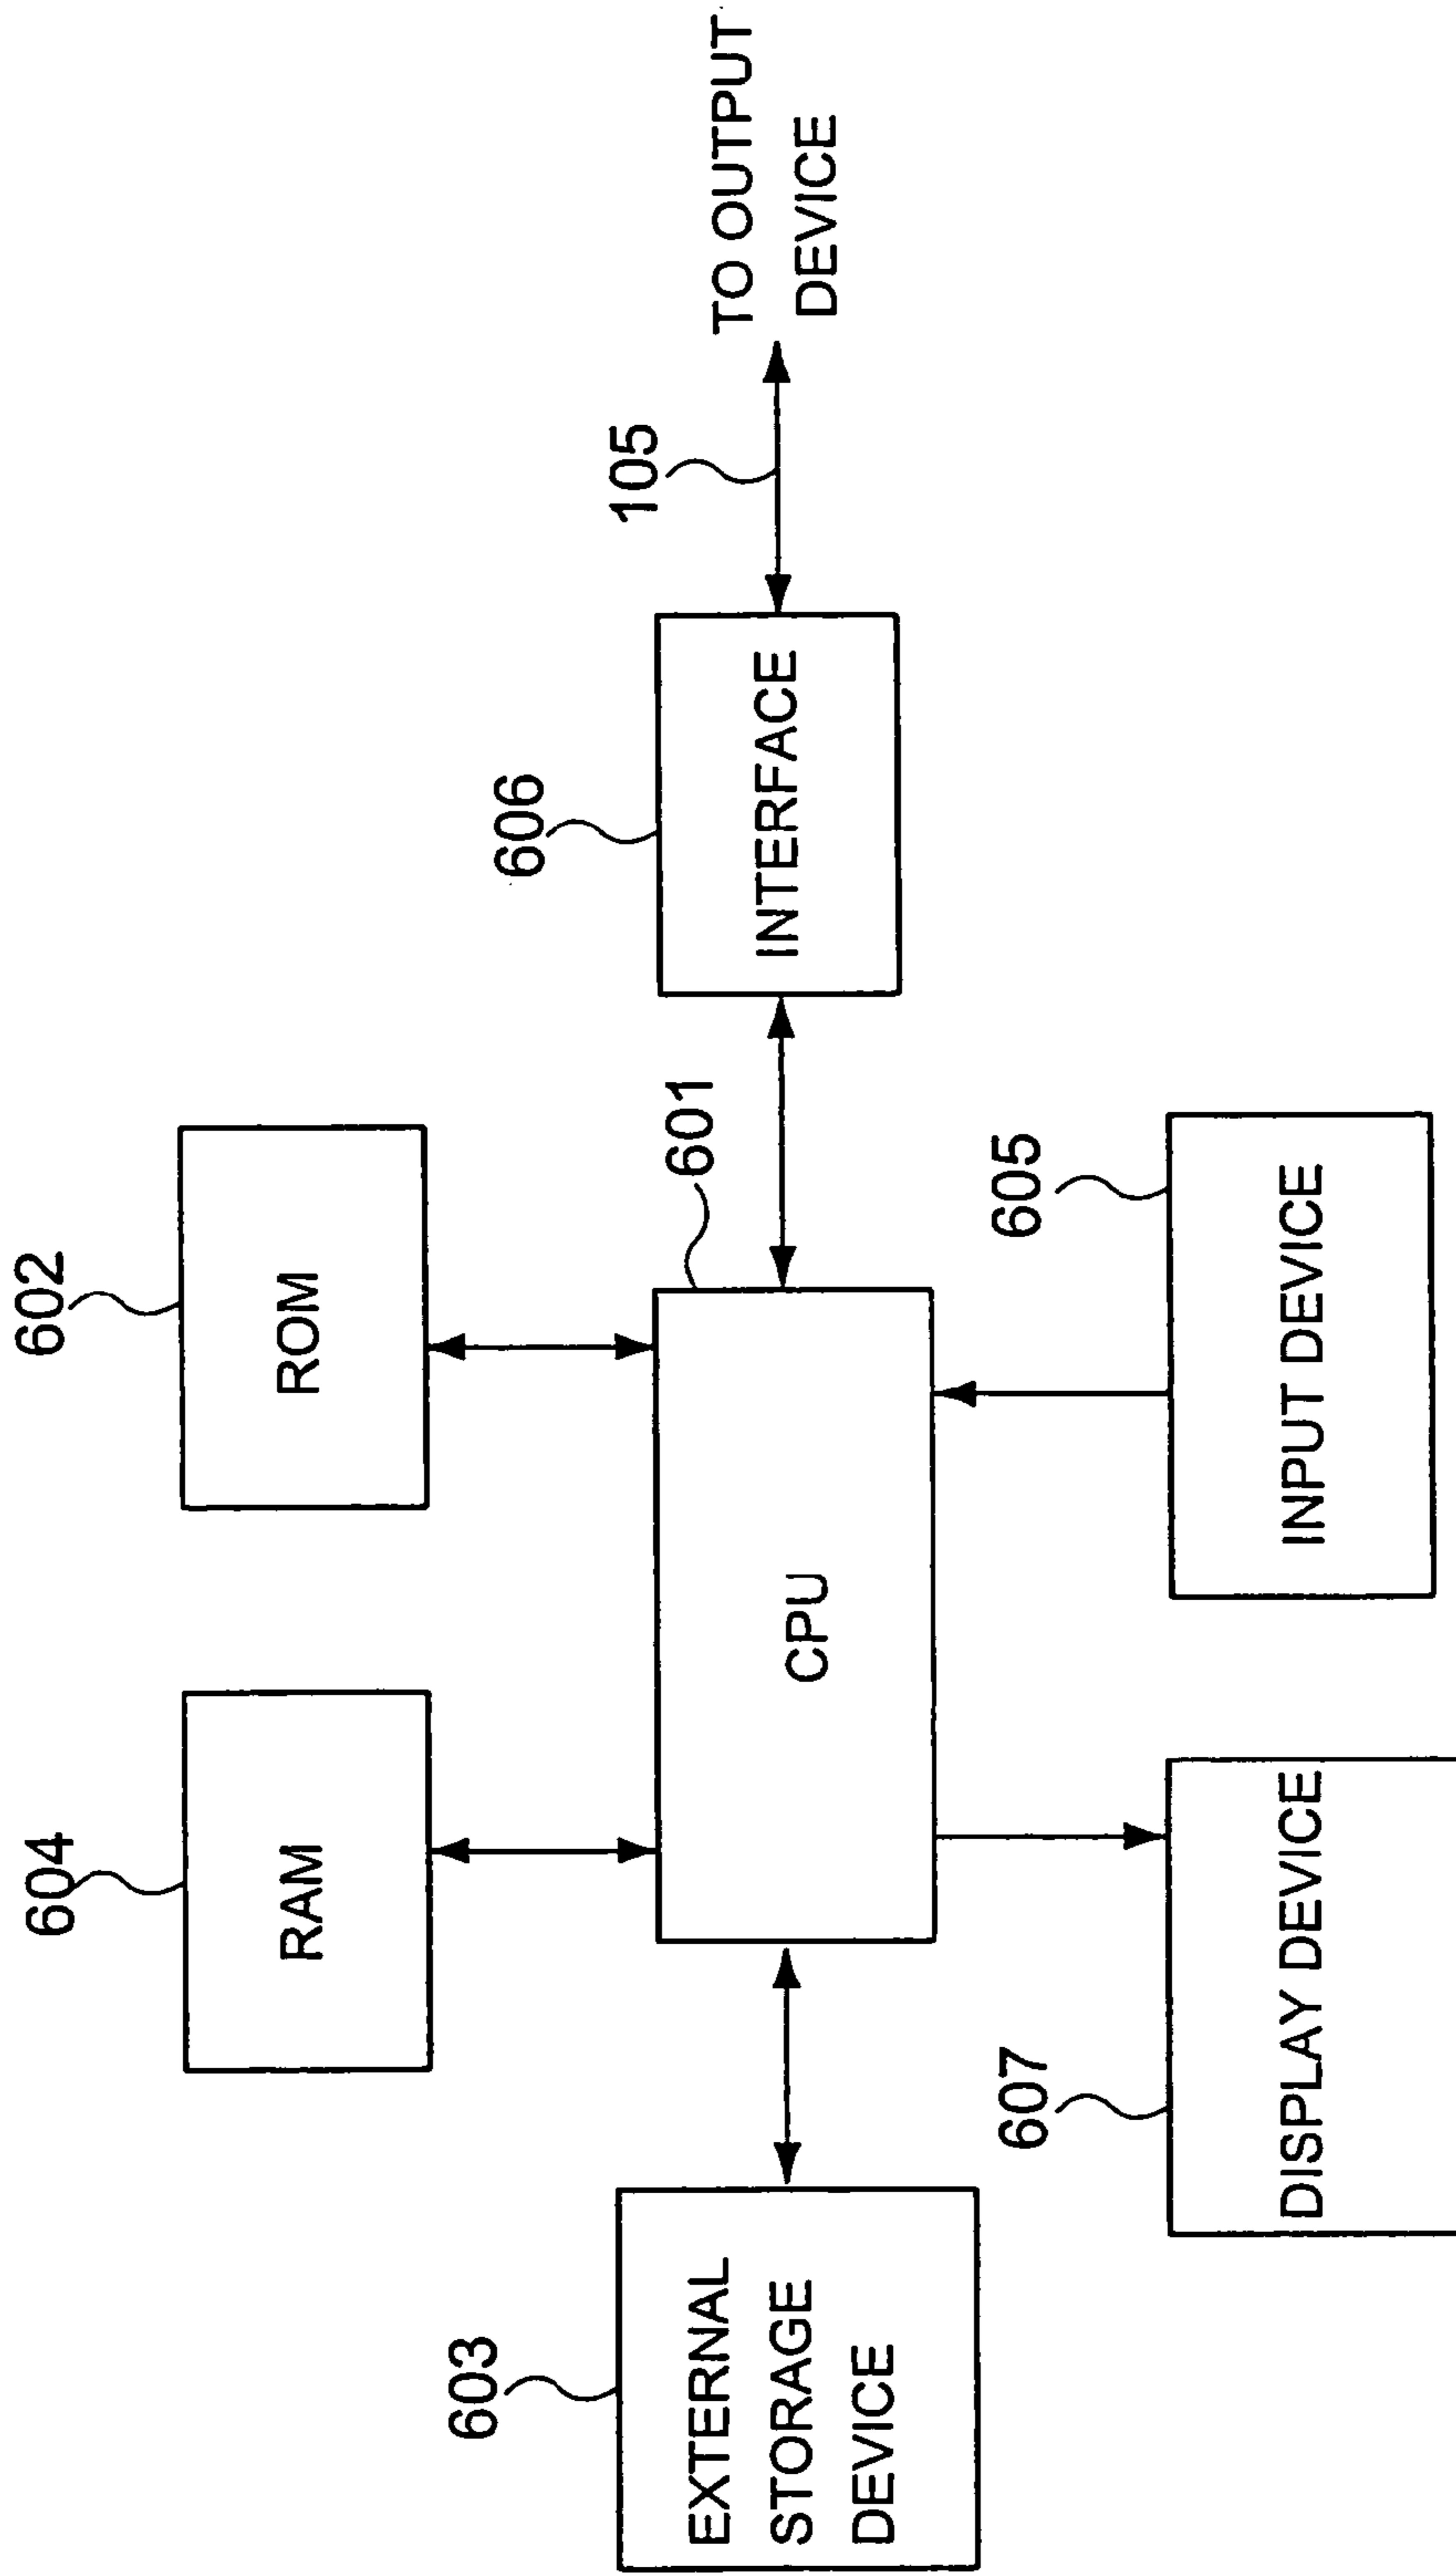 604
RAM
602
ROM
603
EXTERNAL
STORAGE
DEVICE
CPU
601
606
INTERFACE
105
TO OUTPUT
DEVICE
607
DISPLAY DEVICE
605
INPUT DEVICE